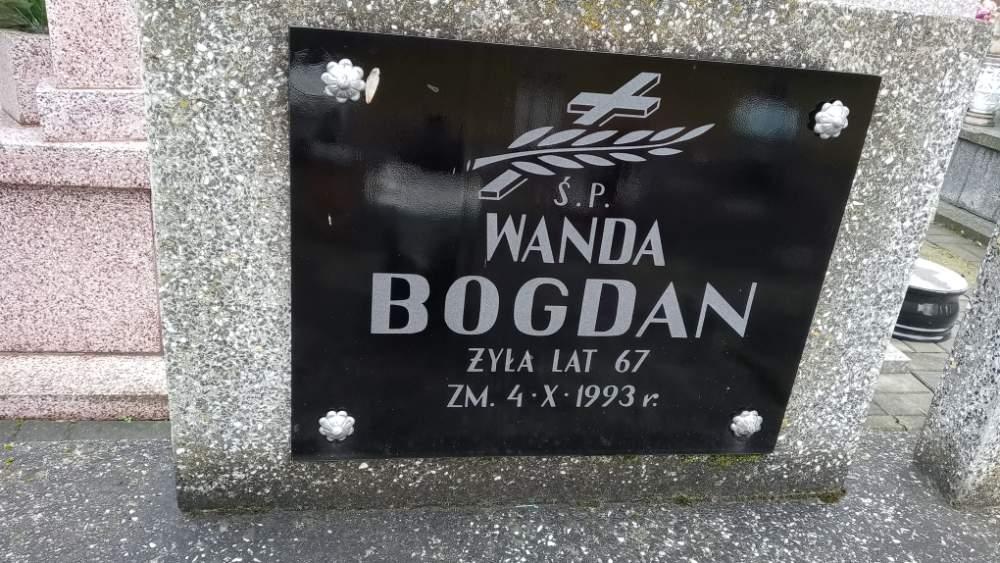 Ś.P.
WANDA
BOGDAN
ŻYŁA LAT 67
ZM. 4·X·1993 r.